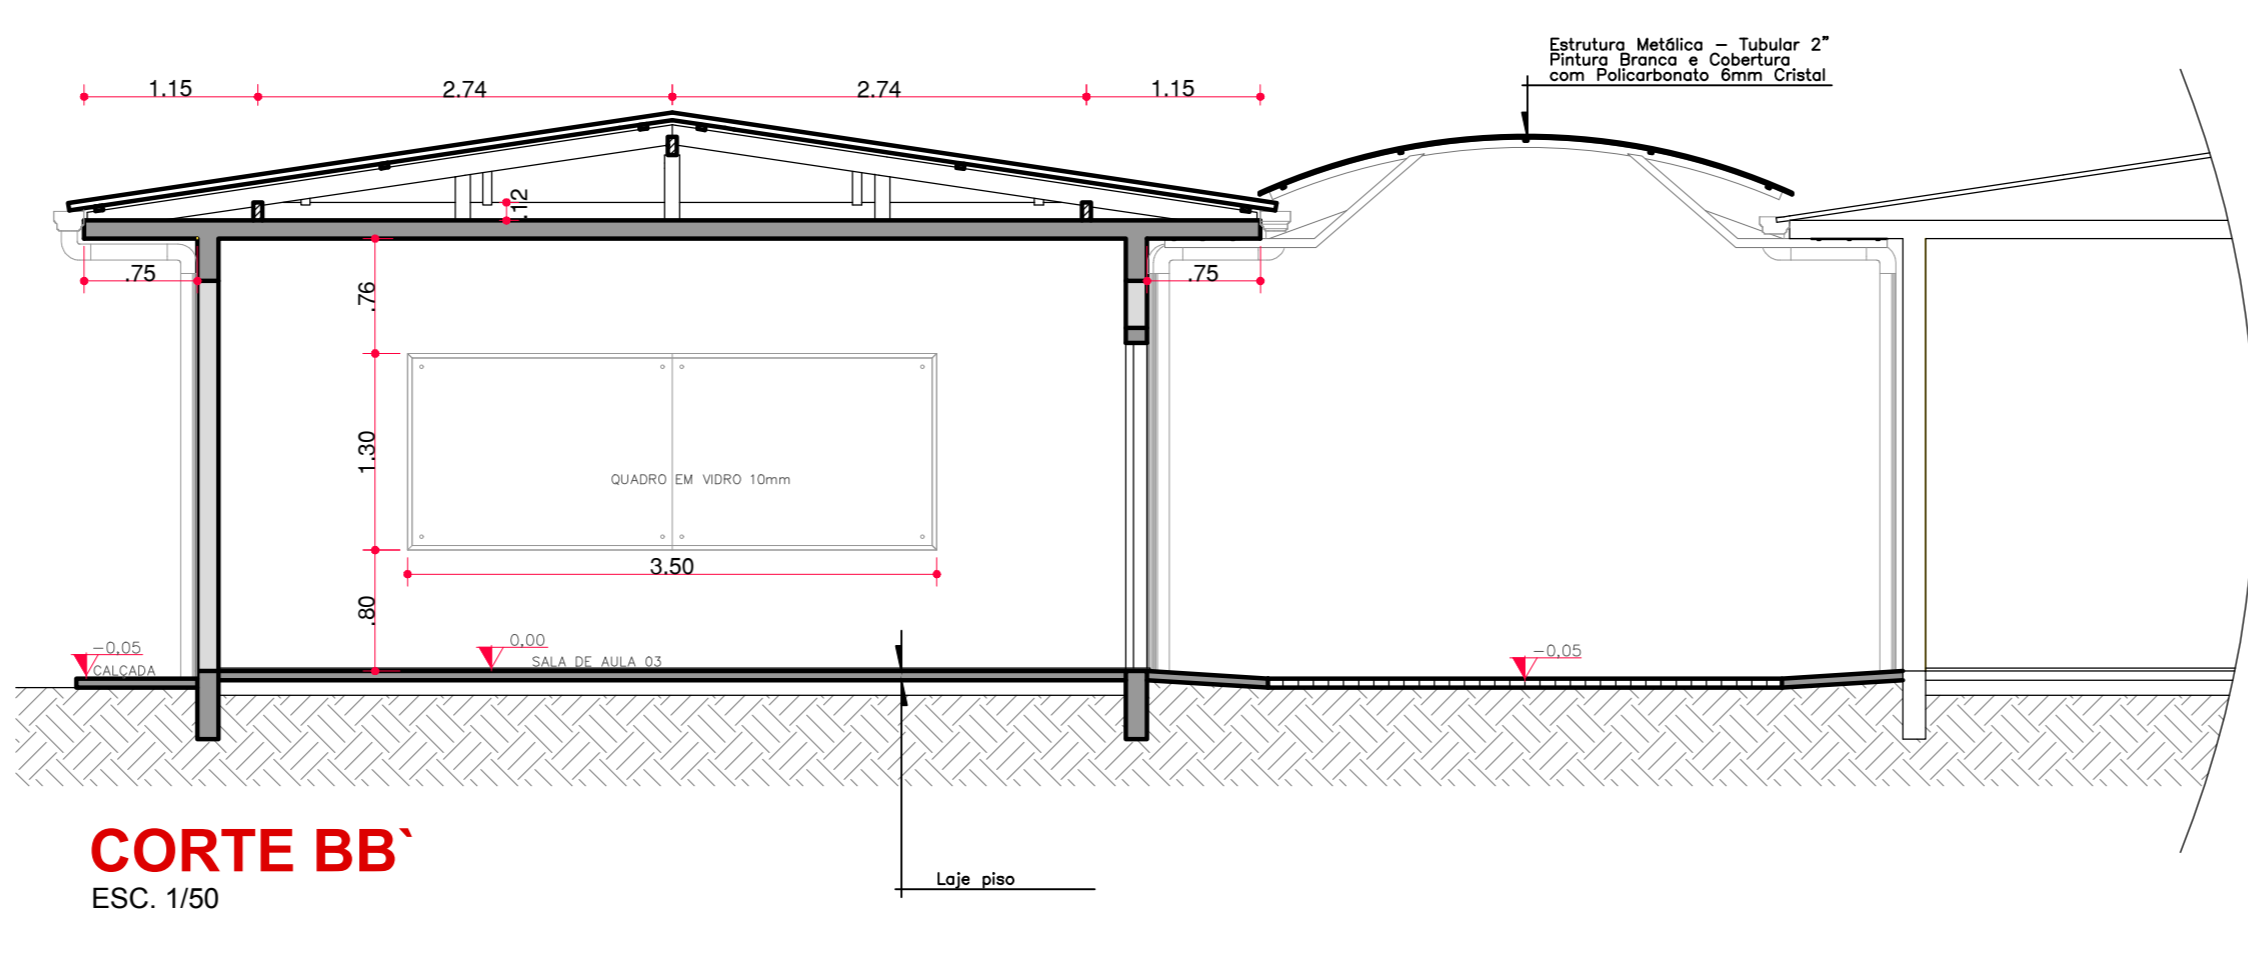 Estrutura Metálica – Tubular 2"
Pintura Branca e Cobertura
com Policarbonato 6mm Cristal
1.15
2.74
2.74
1.15
.12
.75
.75
.76
1.30
QUADRO EM VIDRO 10mm
3.50
.80
-0,05
CALÇADA
0,00
SALA DE AULA 03
-0,05
CORTE BB`
ESC. 1/50
Laje piso